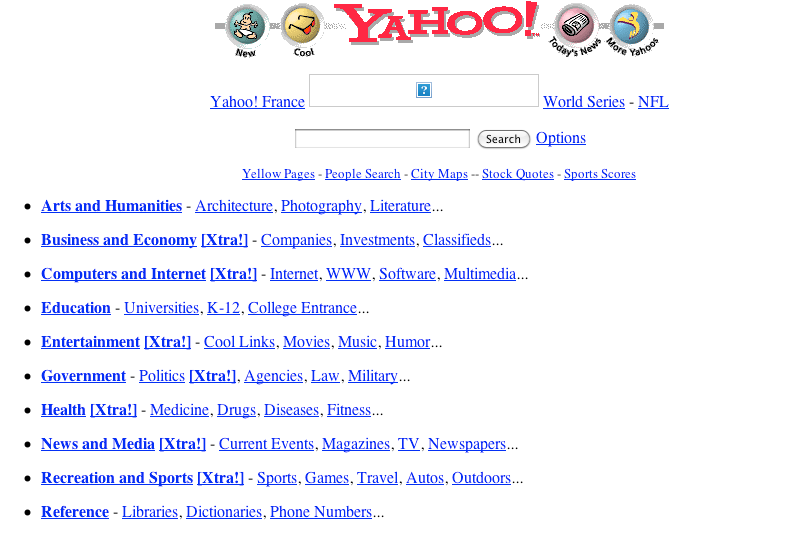 New Cool YAHOO! Today's News More Yahoos
Yahoo! France ? World Series - NFL
Search Options
Yellow Pages - People Search - City Maps -- Stock Quotes - Sports Scores
Arts and Humanities - Architecture, Photography, Literature...
Business and Economy [Xtra!] - Companies, Investments, Classifieds...
Computers and Internet [Xtra!] - Internet, WWW, Software, Multimedia...
Education - Universities, K-12, College Entrance...
Entertainment [Xtra!] - Cool Links, Movies, Music, Humor...
Government - Politics [Xtra!], Agencies, Law, Military...
Health [Xtra!] - Medicine, Drugs, Diseases, Fitness...
News and Media [Xtra!] - Current Events, Magazines, TV, Newspapers...
Recreation and Sports [Xtra!] - Sports, Games, Travel, Autos, Outdoors...
Reference - Libraries, Dictionaries, Phone Numbers...